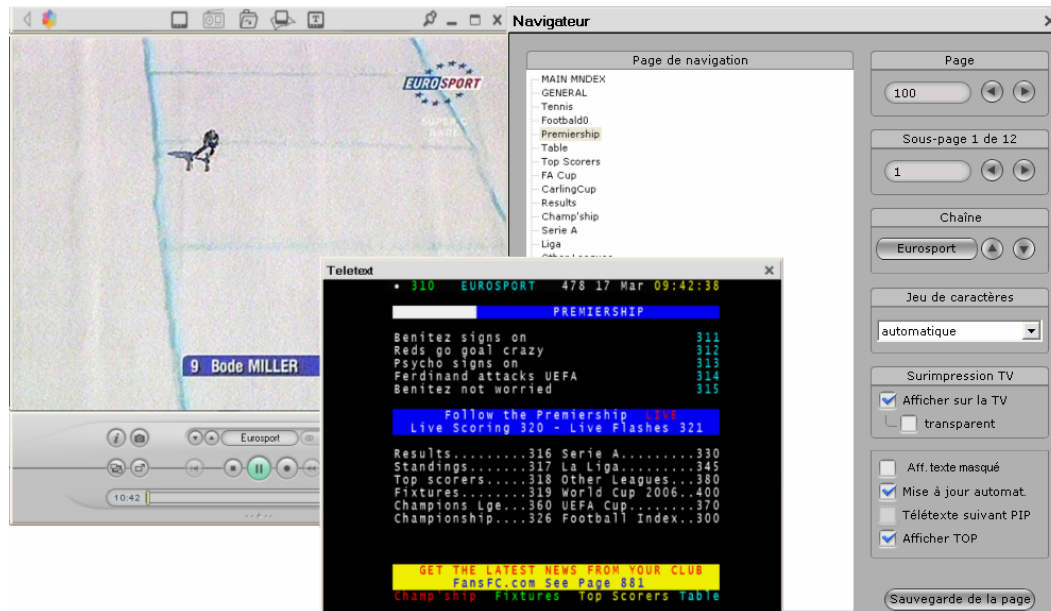 Navigateur
EUROSPORT
9 Bode MILLER
Eurosport
10:42
Page de navigation
MAIN MNDEX
GENERAL
Tennis
Footbald0
Premiership
Table
Top Scorers
FA Cup
CarlingCup
Results
Champ'ship
Serie A
Liga
Other Leagues
Page
100
Sous-page 1 de 12
1
Chaîne
Eurosport
Jeu de caractères
automatique
Surimpression TV
Afficher sur la TV
transparent
Aff. texte masqué
Mise à jour automat.
Télétexte suivant PIP
Afficher TOP
Sauvegarde de la page
Teletext
310 EUROSPORT 478 17 Mar 09:42:38
PREMIERSHIP
Benitez signs on 311
Reds go goal crazy 312
Psycho signs on 313
Ferdinand attacks UEFA 314
Benitez not worried 315
Follow the Premiership LIVE
Live Scoring 320 - Live Flashes 321
Results.........316 Serie A.........330
Standings.......317 La Liga.........345
Top scorers.....318 Other Leagues...380
Fixtures........319 World Cup 2006..400
Champions Lge...360 UEFA Cup........370
Championship....326 Football Index..300
GET THE LATEST NEWS FROM YOUR CLUB
FansFC.com See Page 881
Champ'ship Fixtures Top Scorers Table